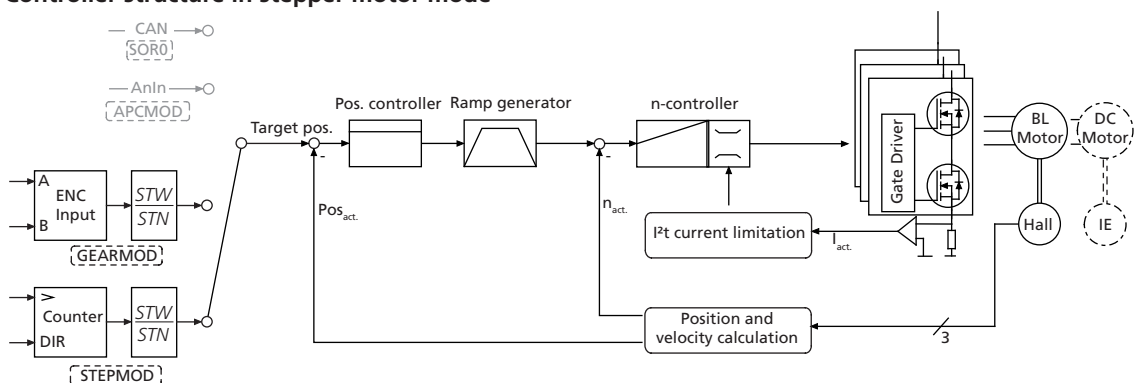 Controller structure in stepper motor mode
CAN
SOR0
AnIn
APCMOD
Target pos.
Pos. controller
Ramp generator
n-controller
Gate Driver
BL
Motor
DC
Motor
A
B
ENC
Input
STW
STN
GEARMOD
-
Pos act.
-
n act.
I²t current limitation
I act.
Hall
IE
>
Counter
DIR
STW
STN
STEPMOD
Position and
velocity calculation
3